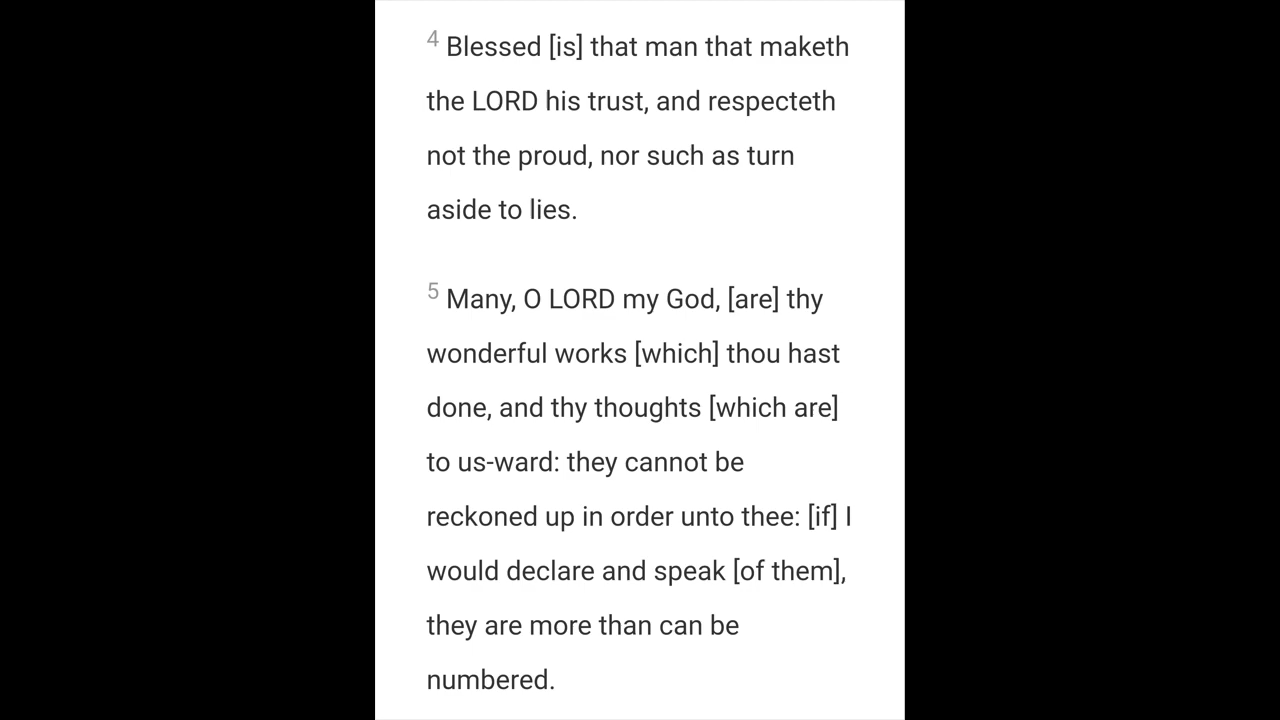 4 Blessed [is] that man that maketh
the LORD his trust, and respecteth
not the proud, nor such as turn
aside to lies.
5 Many, O LORD my God, [are] thy
wonderful works [which] thou hast
done, and thy thoughts [which are]
to us-ward: they cannot be
reckoned up in order unto thee: [if] I
would declare and speak [of them],
they are more than can be
numbered.